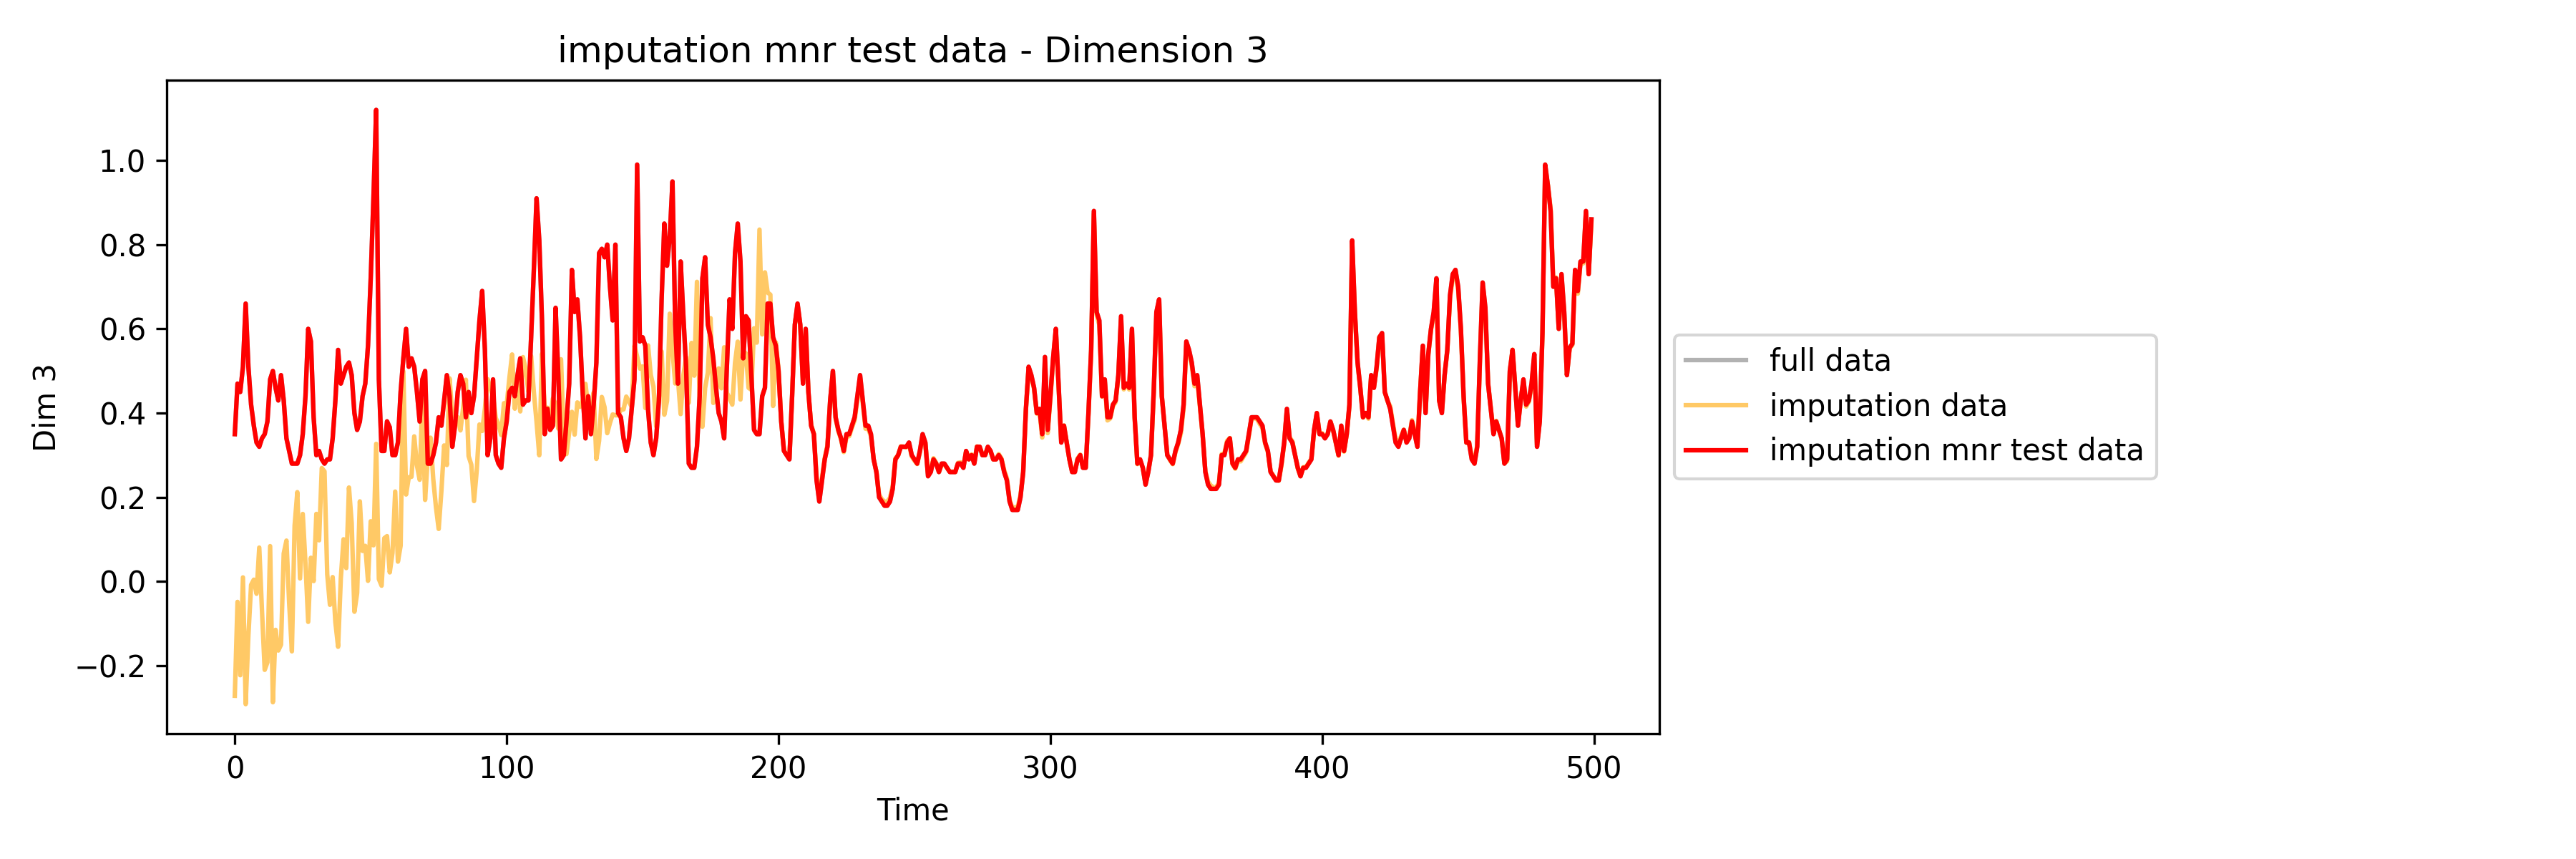 imputation mnr test data - Dimension 3
Dim 3
1.0
0.8
0.6
0.4
0.2
0.0
−0.2
0 100 200 300 400 500
Time
full data
imputation data
imputation mnr test data